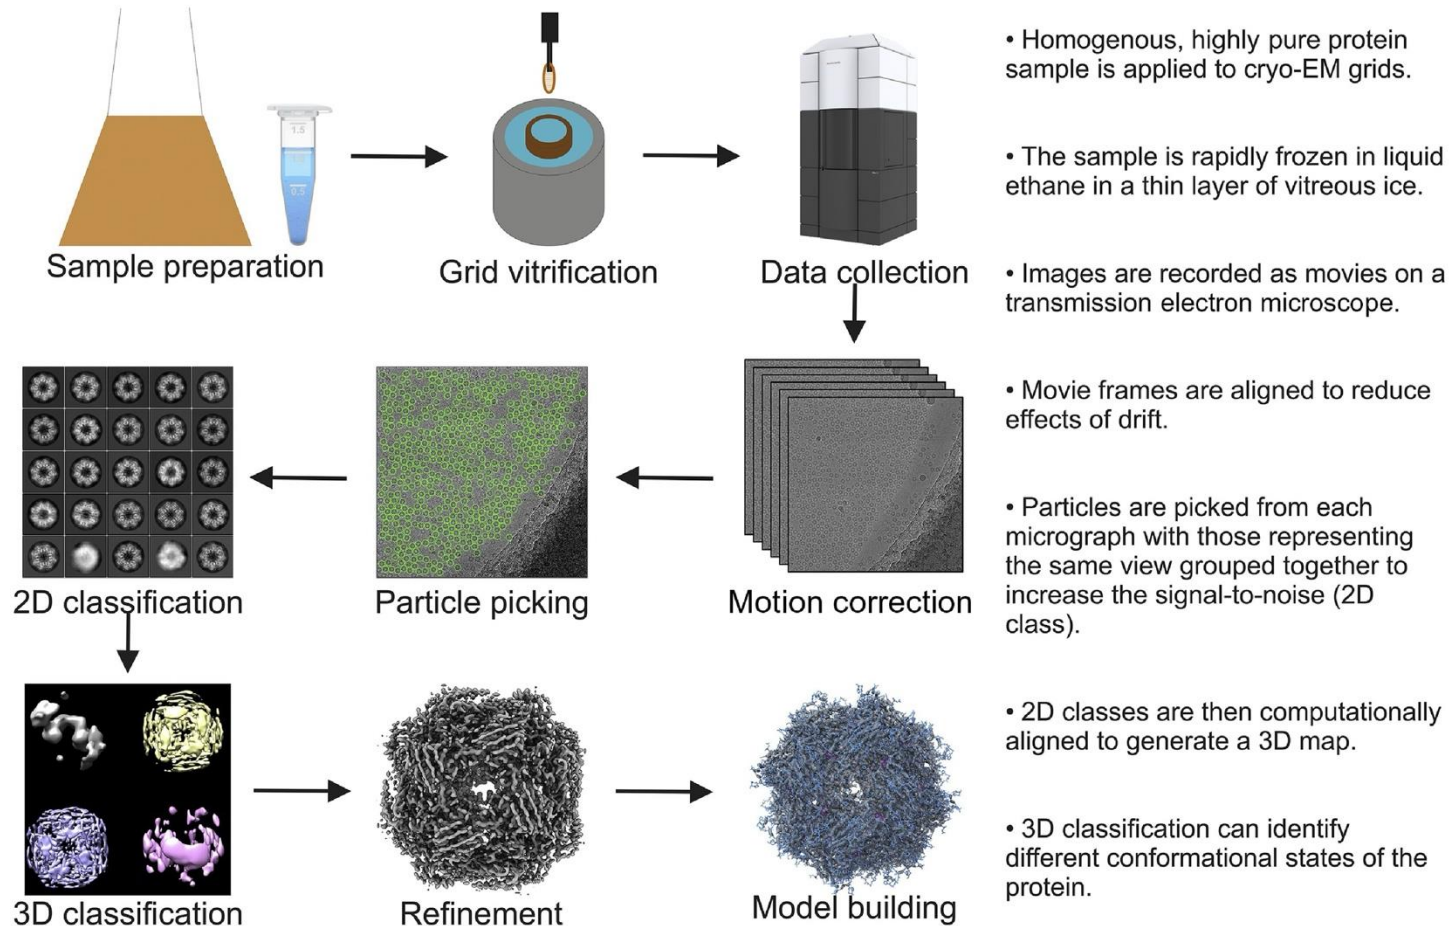 Sample preparation
Grid vitrification
Data collection
2D classification
Particle picking
Motion correction
3D classification
Refinement
Model building
1.5
0.5
• Homogenous, highly pure protein
sample is applied to cryo-EM grids.
• The sample is rapidly frozen in liquid
ethane in a thin layer of vitreous ice.
• Images are recorded as movies on a
transmission electron microscope.
• Movie frames are aligned to reduce
effects of drift.
• Particles are picked from each
micrograph with those representing
the same view grouped together to
increase the signal-to-noise (2D
class).
• 2D classes are then computationally
aligned to generate a 3D map.
• 3D classification can identify
different conformational states of the
protein.